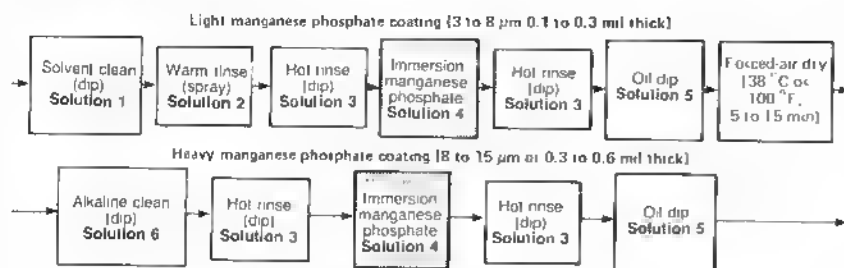 Light manganese phosphate coating [3 to 8 μm 0.1 to 0.3 mil thick]
Solvent clean
(dip)
Solution 1
Warm rinse
(spray)
Solution 2
Hot rinse
(dip)
Solution 3
Immersion
manganese
phosphate
Solution 4
Hot rinse
(dip)
Solution 3
Oil dip
Solution 5
Forced-air dry
[38 °C or
100 °F,
5 to 15 min]
Heavy manganese phosphate coating [8 to 15 μm or 0.3 to 0.6 mil thick]
Alkaline clean
(dip)
Solution 6
Hot rinse
(dip)
Solution 3
Immersion
manganese
phosphate
Solution 4
Hot rinse
(dip)
Solution 3
Oil dip
Solution 5